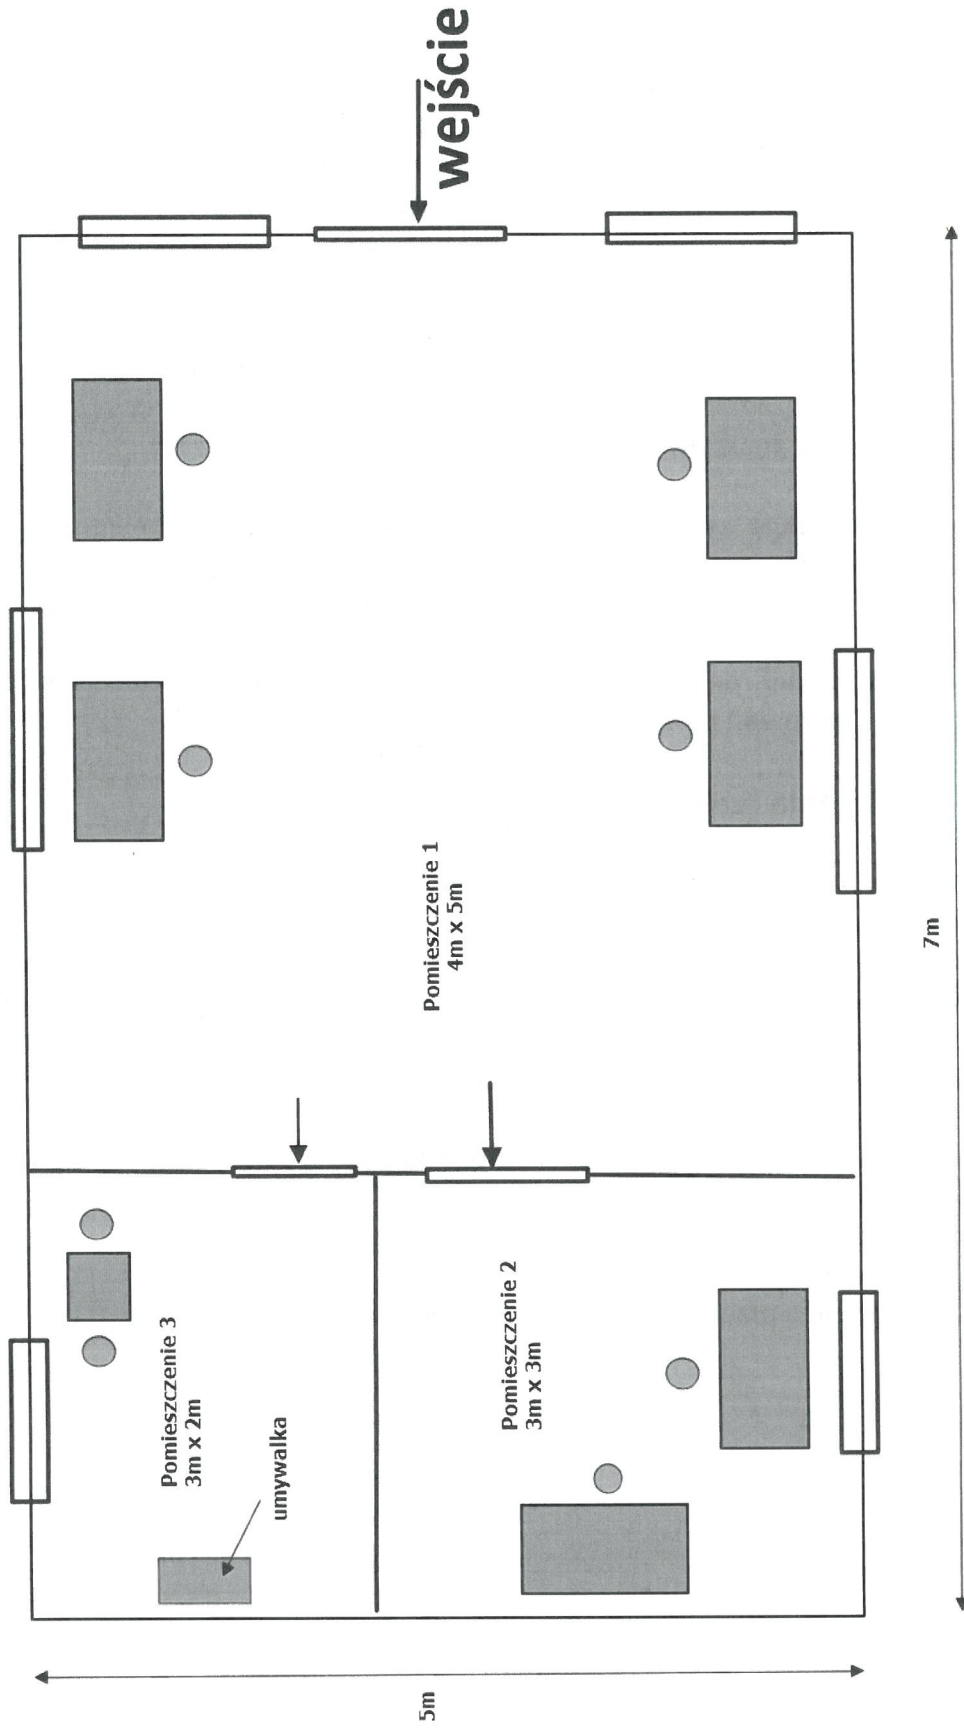 wejście
Pomieszczenie 1
4m x 5m
Pomieszczenie 3
3m x 2m
umywalka
Pomieszczenie 2
3m x 3m
7m
5m